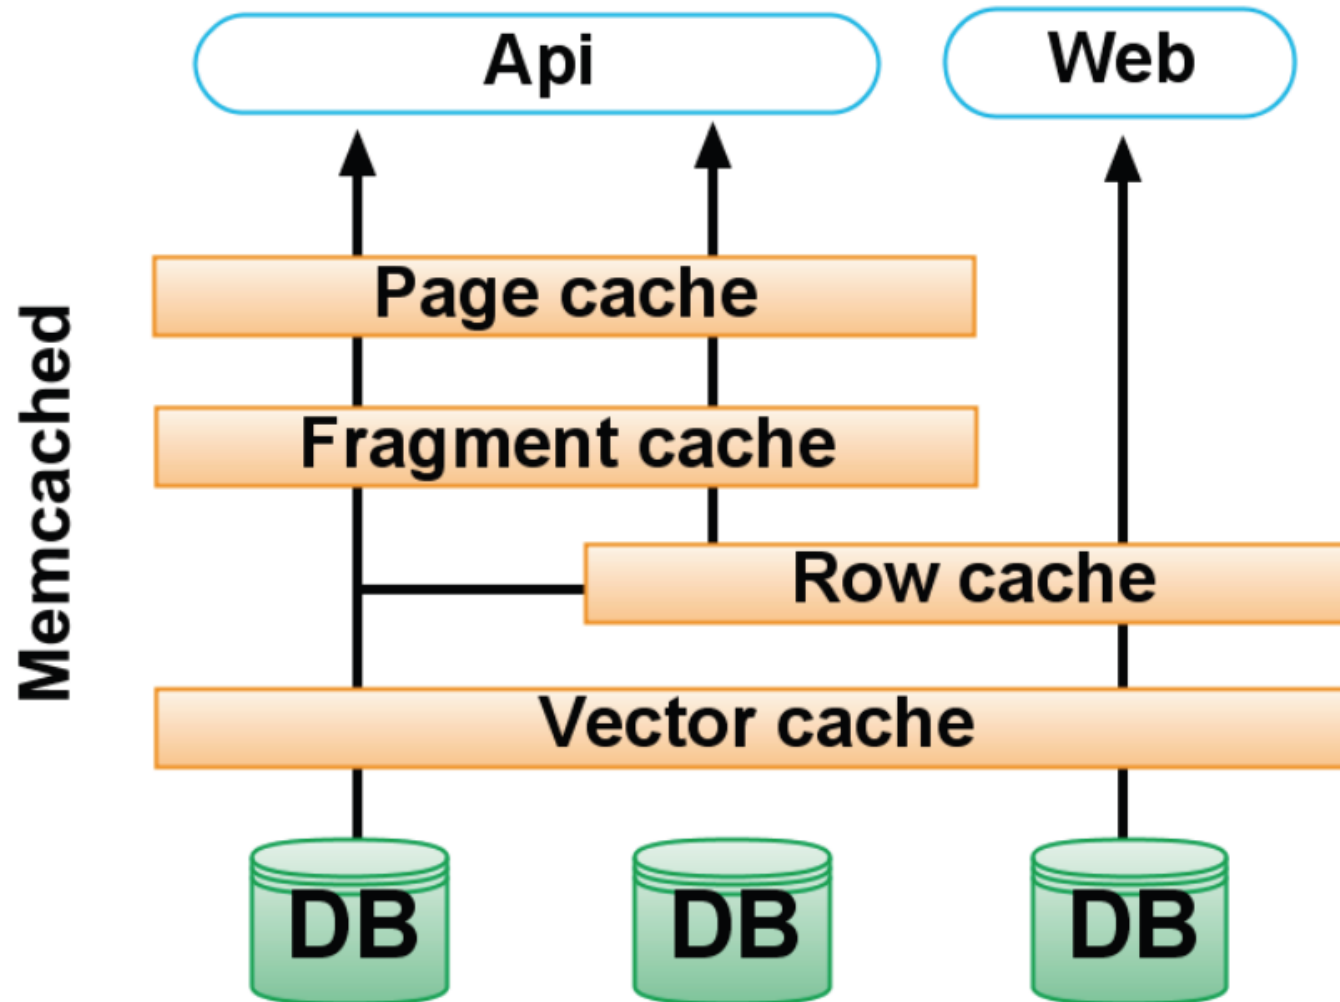 Api
Web
Memcached
Page cache
Fragment cache
Row cache
Vector cache
DB
DB
DB